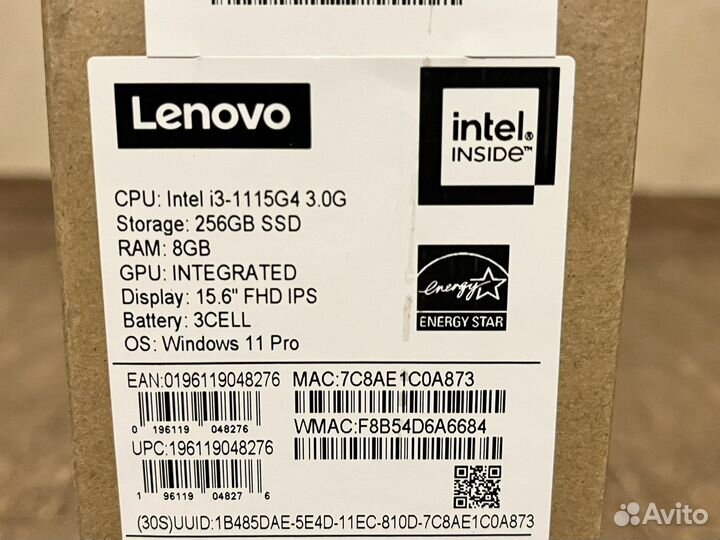 Lenovo
intel®
INSIDE™
CPU: Intel i3-1115G4 3.0G
Storage: 256GB SSD
RAM: 8GB
GPU: INTEGRATED
Display: 15.6" FHD IPS
Battery: 3CELL
OS: Windows 11 Pro
energy
ENERGY STAR
EAN:0196119048276
0 196119 048276
MAC:7C8AE1C0A873
WMAC:F8B54D6A6684
UPC:196119048276
1 96119 04827 6
(30S)UUID:1B485DAE-5E4D-11EC-810D-7C8AE1C0A873
Avito